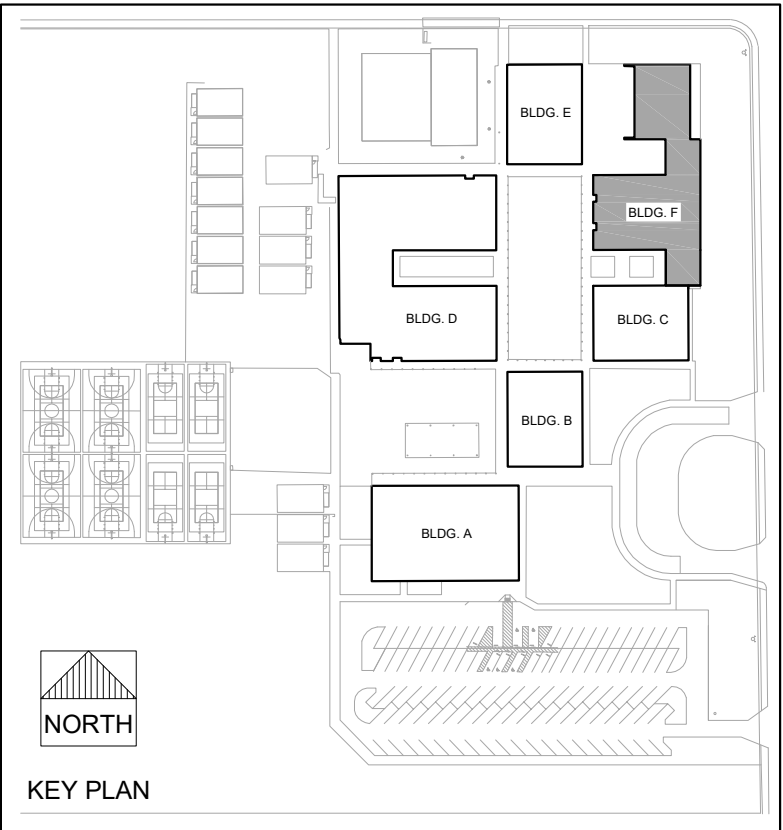 BLDG. E
BLDG. F
BLDG. D
BLDG. C
BLDG. B
BLDG. A
NORTH
KEY PLAN